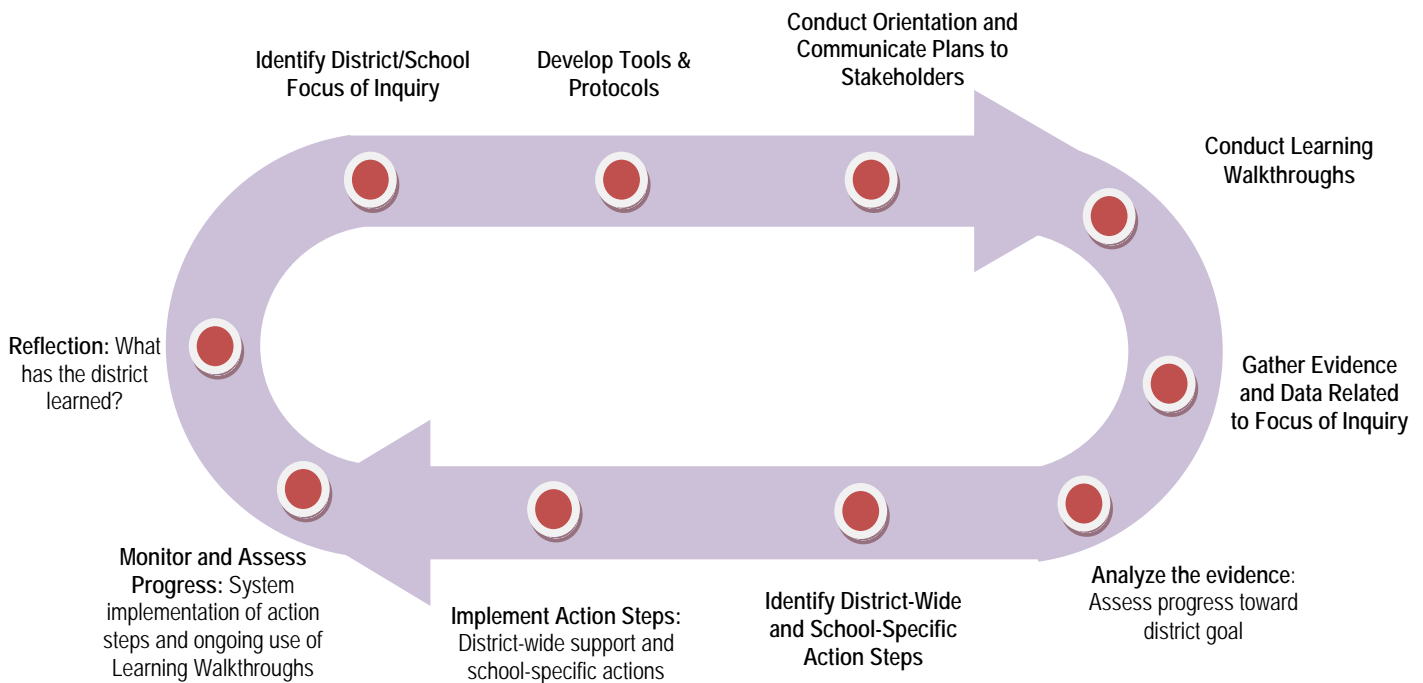 Identify District/School
Focus of Inquiry
Develop Tools &
Protocols
Conduct Orientation and
Communicate Plans to
Stakeholders
Conduct Learning
Walkthroughs
Gather Evidence
and Data Related
to Focus of Inquiry
Analyze the evidence:
Assess progress toward
district goal
Identify District-Wide
and School-Specific
Action Steps
Implement Action Steps:
District-wide support and
school-specific actions
Monitor and Assess
Progress: System
implementation of action
steps and ongoing use of
Learning Walkthroughs
Reflection: What
has the district
learned?